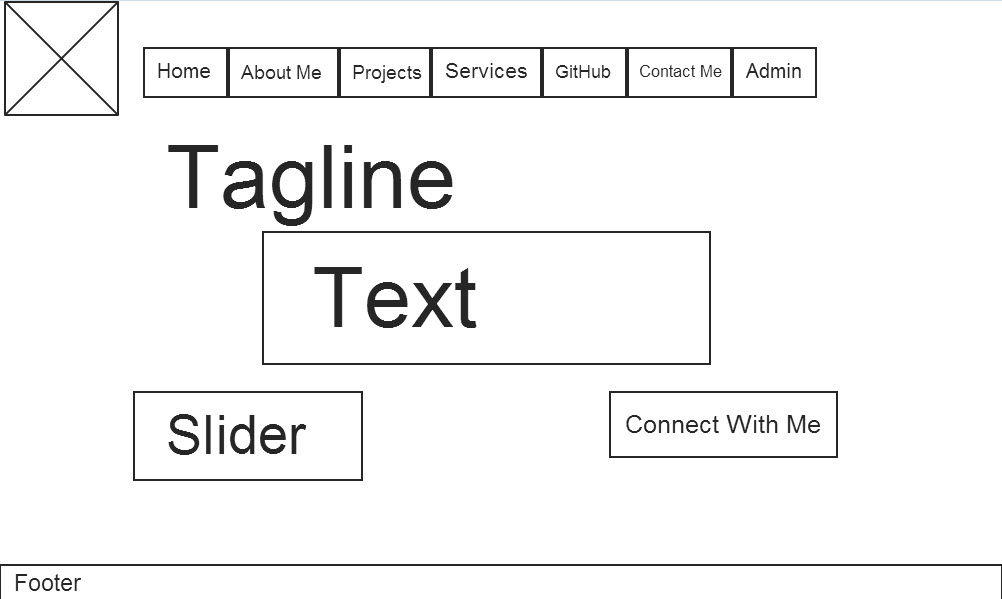 Home About Me Projects Services GitHub Contact Me Admin
Tagline
Text
Slider Connect With Me
Footer